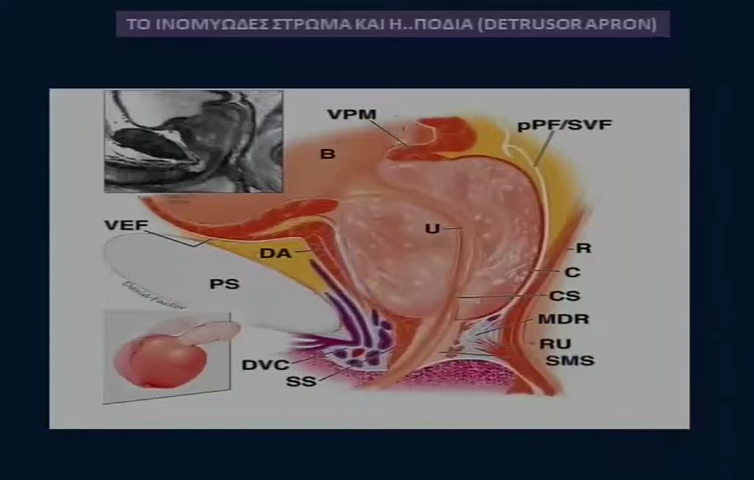 ΤΟ ΙΝΟΜΥΩΔΕΣ ΣΤΡΩΜΑ ΚΑΙ Η..ΠΟΔΙΑ (DETRUSOR APRON)
VPM
pPF/SVF
B
VEF
U
DA
R
PS
C
CS
MDR
RU
DVC
SMS
SS